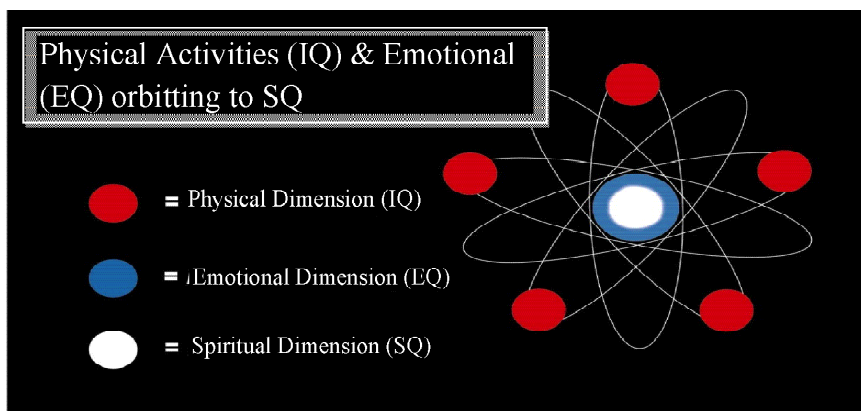 Physical Activities (IQ) & Emotional
(EQ) orbitting to SQ
= Physical Dimension (IQ)
= Emotional Dimension (EQ)
= Spiritual Dimension (SQ)